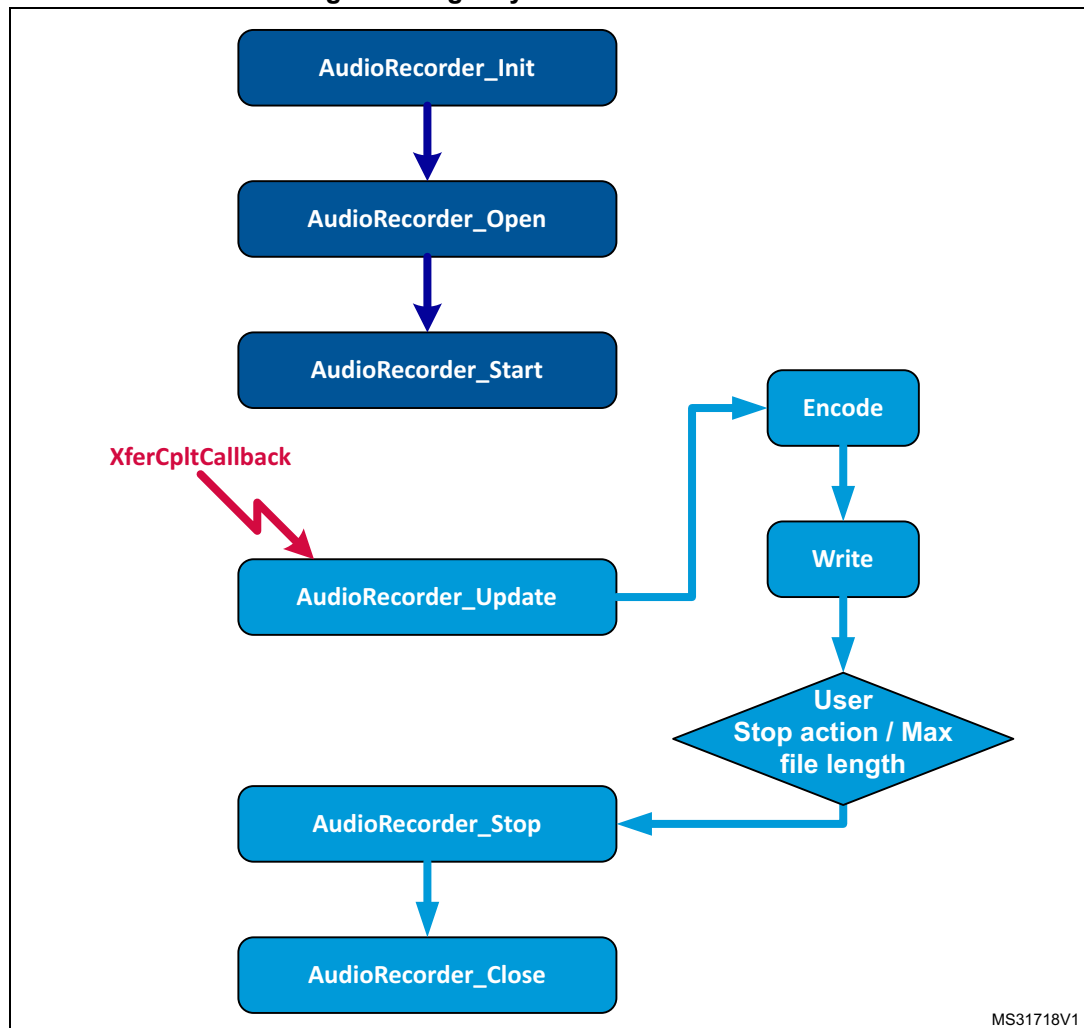 AudioRecorder_Init
AudioRecorder_Open
AudioRecorder_Start
Encode
XferCpltCallback
Write
AudioRecorder_Update
User
Stop action / Max
file length
AudioRecorder_Stop
AudioRecorder_Close
MS31718V1